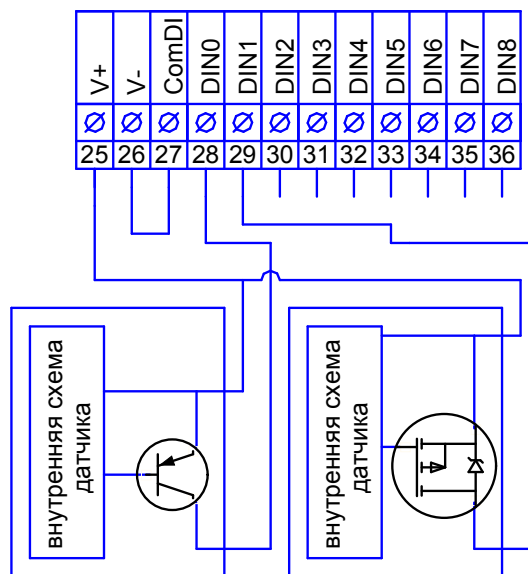 V+ V- ComDI DIN0 DIN1 DIN2 DIN3 DIN4 DIN5 DIN6 DIN7 DIN8
25 26 27 28 29 30 31 32 33 34 35 36
внутренняя схема
датчика
внутренняя схема
датчика